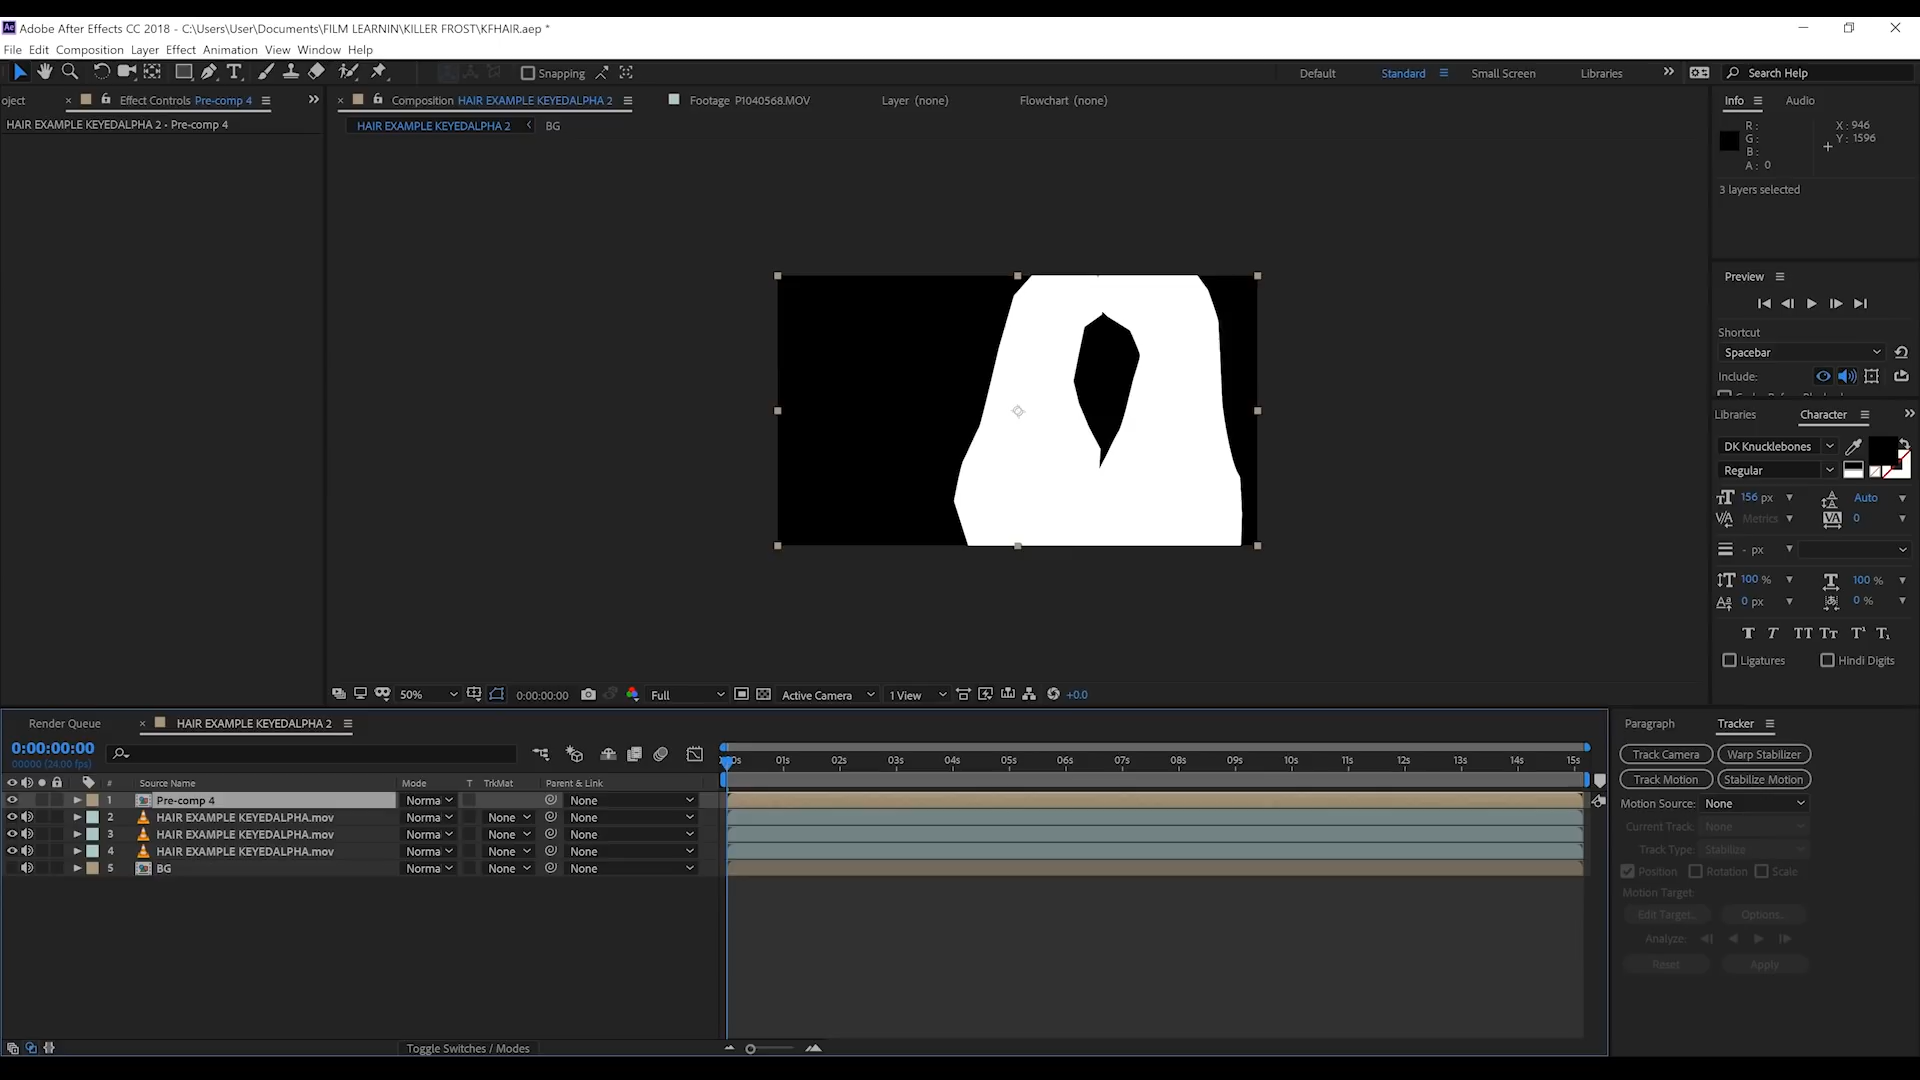 Ae Adobe After Effects CC 2018 - C:\Users\User\Documents\FILM LEARNIN\KILLER FROST\KFHAIR.aep *
File Edit Composition Layer Effect Animation View Window Help
Snapping Default Standard Small Screen Libraries Search Help
oject Effect Controls Pre-comp 4 Composition HAIR EXAMPLE KEYEDALPHA 2 Footage P1040568.MOV Layer (none) Flowchart (none)
HAIR EXAMPLE KEYEDALPHA 2 • Pre-comp 4
HAIR EXAMPLE KEYEDALPHA 2 BG
Info Audio
R :
G :
B :
A : 0
X : 946
Y : 1596
3 layers selected
Preview
Shortcut
Spacebar
Include:
Libraries Character
DK Knucklebones
Regular
156 px Auto
Metrics 0
- px
100 % 100 %
0 px 0 %
T T TT Tt T¹ T₁
Ligatures Hindi Digits
50% 0:00:00:00 Full Active Camera 1 View +0.0
Render Queue HAIR EXAMPLE KEYEDALPHA 2
0:00:00:00
00000 (24.00 fps)
# Source Name Mode T TrkMat Parent & Link
0s 01s 02s 03s 04s 05s 06s 07s 08s 09s 10s 11s 12s 13s 14s 15s
1 Pre-comp 4 Norma None
2 HAIR EXAMPLE KEYEDALPHA.mov Norma None None
3 HAIR EXAMPLE KEYEDALPHA.mov Norma None None
4 HAIR EXAMPLE KEYEDALPHA.mov Norma None None
5 BG Norma None None
Toggle Switches / Modes
Paragraph Tracker
Track Camera Warp Stabilizer
Track Motion Stabilize Motion
Motion Source: None
Current Track: None
Track Type: Stabilize
Position Rotation Scale
Motion Target:
Edit Target... Options...
Analyze:
Reset Apply